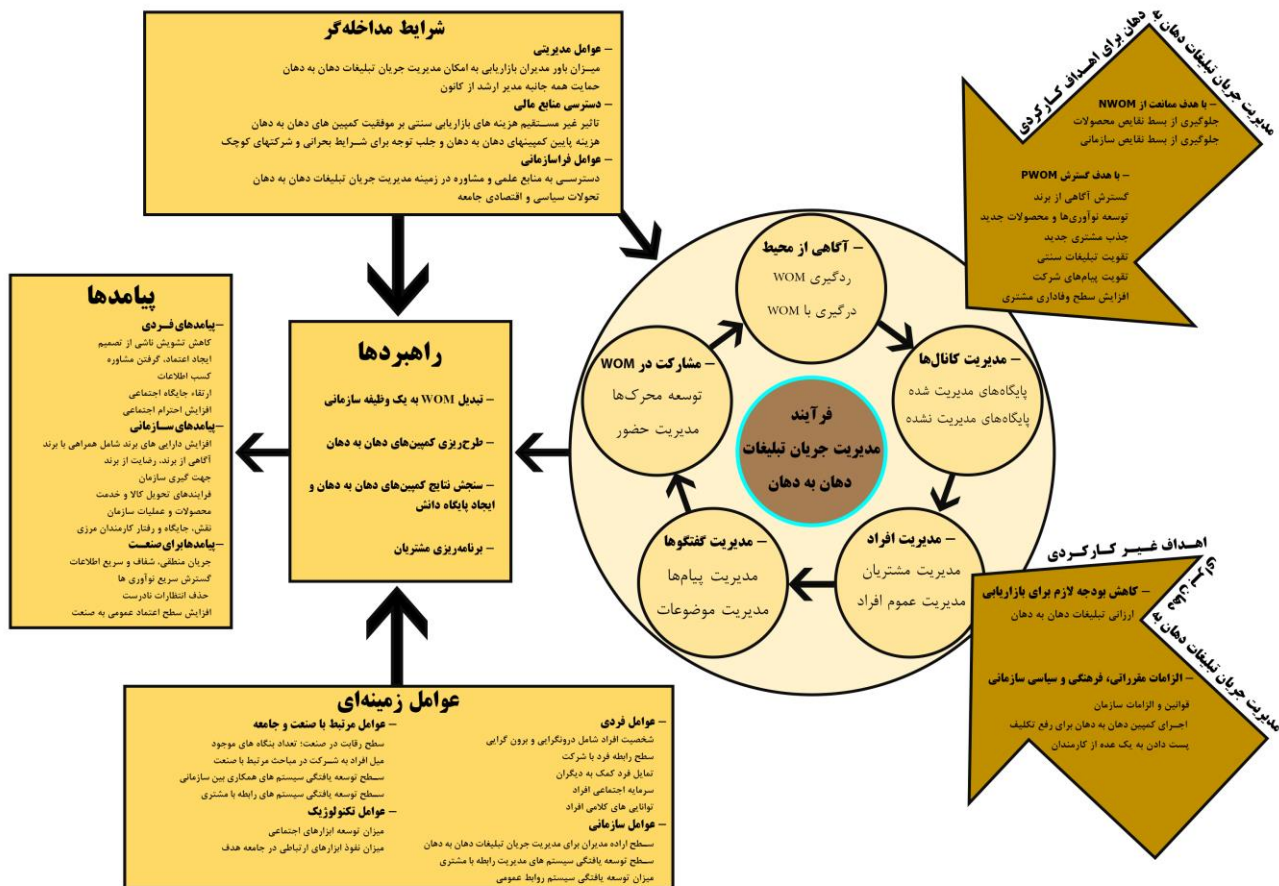 شرایط مداخله‌گر
– عوامل مدیریتی
میزان باور مدیران بازاریابی به امکان مدیریت جریان تبلیغات دهان به دهان
حمایت همه جانبه مدیر ارشد از کانون
– دسترسی منابع مالی
تاثیر غیر مستقیم هزینه های بازاریابی سنتی بر موفقیت کمپین های دهان به دهان
هزینه پایین کمپینهای دهان به دهان و جلب توجه برای شرایط بحرانی و شرکتهای کوچک
– عوامل فراسازمانی
دسترسی به منابع علمی و مشاوره در زمینه مدیریت جریان تبلیغات دهان به دهان
تحولات سیاسی و اقتصادی جامعه
مدیریت جریان تبلیغات دهان به
دهان برای اهداف کارکردی
– با هدف ممانعت از NWOM
جلوگیری از بسط نقایص محصولات
جلوگیری از بسط نقایص سازمانی
– با هدف گسترش PWOM
گسترش آگاهی از برند
توسعه نوآوری‌ها و محصولات جدید
جذب مشتری جدید
تقویت تبلیغات سنتی
تقویت پیام‌های شرکت
افزایش سطح وفاداری مشتری
– آگاهی از محیط
ردگیری WOM
درگیری با WOM
– مدیریت کانال‌ها
پایگاه‌های مدیریت شده
پایگاه‌های مدیریت نشده
– مدیریت افراد
مدیریت مشتریان
مدیریت عموم افراد
– مدیریت گفتگوها
مدیریت پیام‌ها
مدیریت موضوعات
– مشارکت در WOM
توسعه محرک‌ها
مدیریت حضور
فرآیند
مدیریت جریان تبلیغات
دهان به دهان
مدیریت جریان تبلیغات دهان به
دهان برای
اهداف غیر کارکردی
– کاهش بودجه لازم برای بازاریابی
ارزانی تبلیغات دهان به دهان
– الزامات مقرراتی، فرهنگی و سیاسی سازمانی
قوانین و الزامات سازمان
اجرای کمپین دهان به دهان برای رفع تکلیف
پست دادن به یک عده از کارمندان
راهبردها
– تبدیل WOM به یک وظیفه سازمانی
– طرح‌ریزی کمپین‌های دهان به دهان
– سنجش نتایج کمپین‌های دهان به دهان و
ایجاد پایگاه دانش
– برنامه‌ریزی مشتریان
پیامدها
– پیامدهای فردی
کاهش تشویش ناشی از تصمیم
ایجاد اعتماد، گرفتن مشاوره
کسب اطلاعات
ارتقاء جایگاه اجتماعی
افزایش احترام اجتماعی
– پیامدهای سازمانی
افزایش دارایی های برند شامل همراهی با برند
آگاهی از برند، رضایت از برند
جهت گیری سازمان
فرایندهای تحویل کالا و خدمت
محصولات و عملیات سازمان
نقش، جایگاه و رفتار کارمندان مرزی
– پیامدها برای صنعت
جریان منطقی، شفاف و سریع اطلاعات
گسترش سریع نوآوری ها
حذف انتظارات نادرست
افزایش سطح اعتماد عمومی به صنعت
عوامل زمینه‌ای
– عوامل فردی
شخصیت افراد شامل درونگرایی و برون گرایی
سطح رابطه فرد با شرکت
تمایل فرد کمک به دیگران
سرمایه اجتماعی افراد
توانایی های کلامی افراد
– عوامل سازمانی
سطح اراده مدیران برای مدیریت جریان تبلیغات دهان به دهان
سطح توسعه یافتگی سیستم های مدیریت رابطه با مشتری
میزان توسعه یافتگی سیستم روابط عمومی
– عوامل مرتبط با صنعت و جامعه
سطح رقابت در صنعت؛ تعداد بنگاه های موجود
میل افراد به شرکت در مباحث مرتبط با صنعت
سطح توسعه یافتگی سیستم های همکاری بین سازمانی
سطح توسعه یافتگی سیستم های رابطه با مشتری
– عوامل تکنولوژیک
میزان توسعه ابزارهای اجتماعی
میزان نفوذ ابزارهای ارتباطی در جامعه هدف